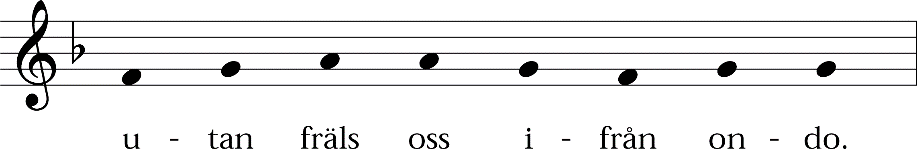 u - tan fräls oss i - från on - do.